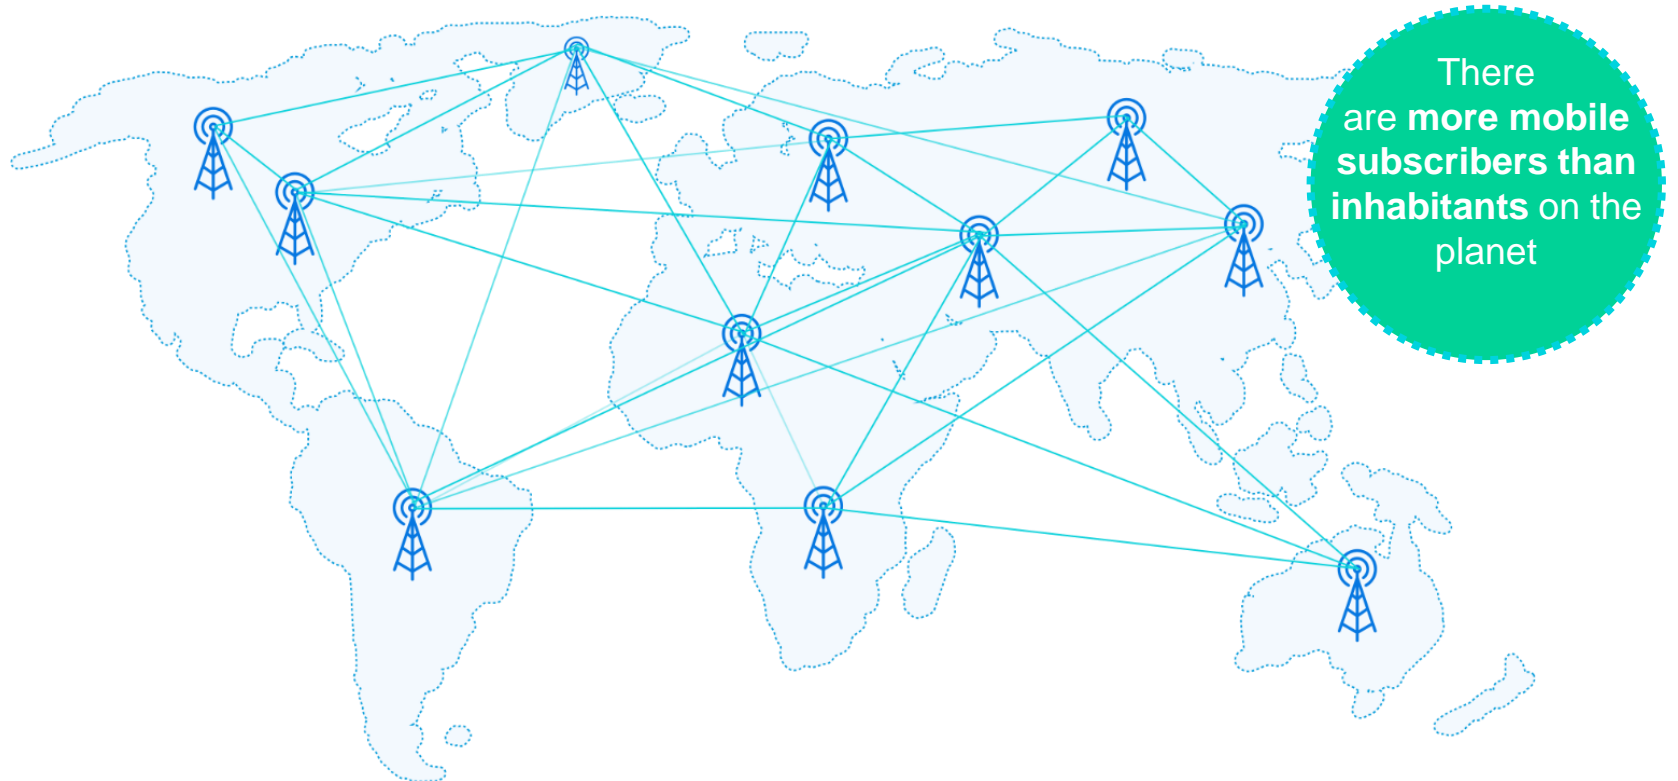 There
are more mobile
subscribers than
inhabitants on the
planet